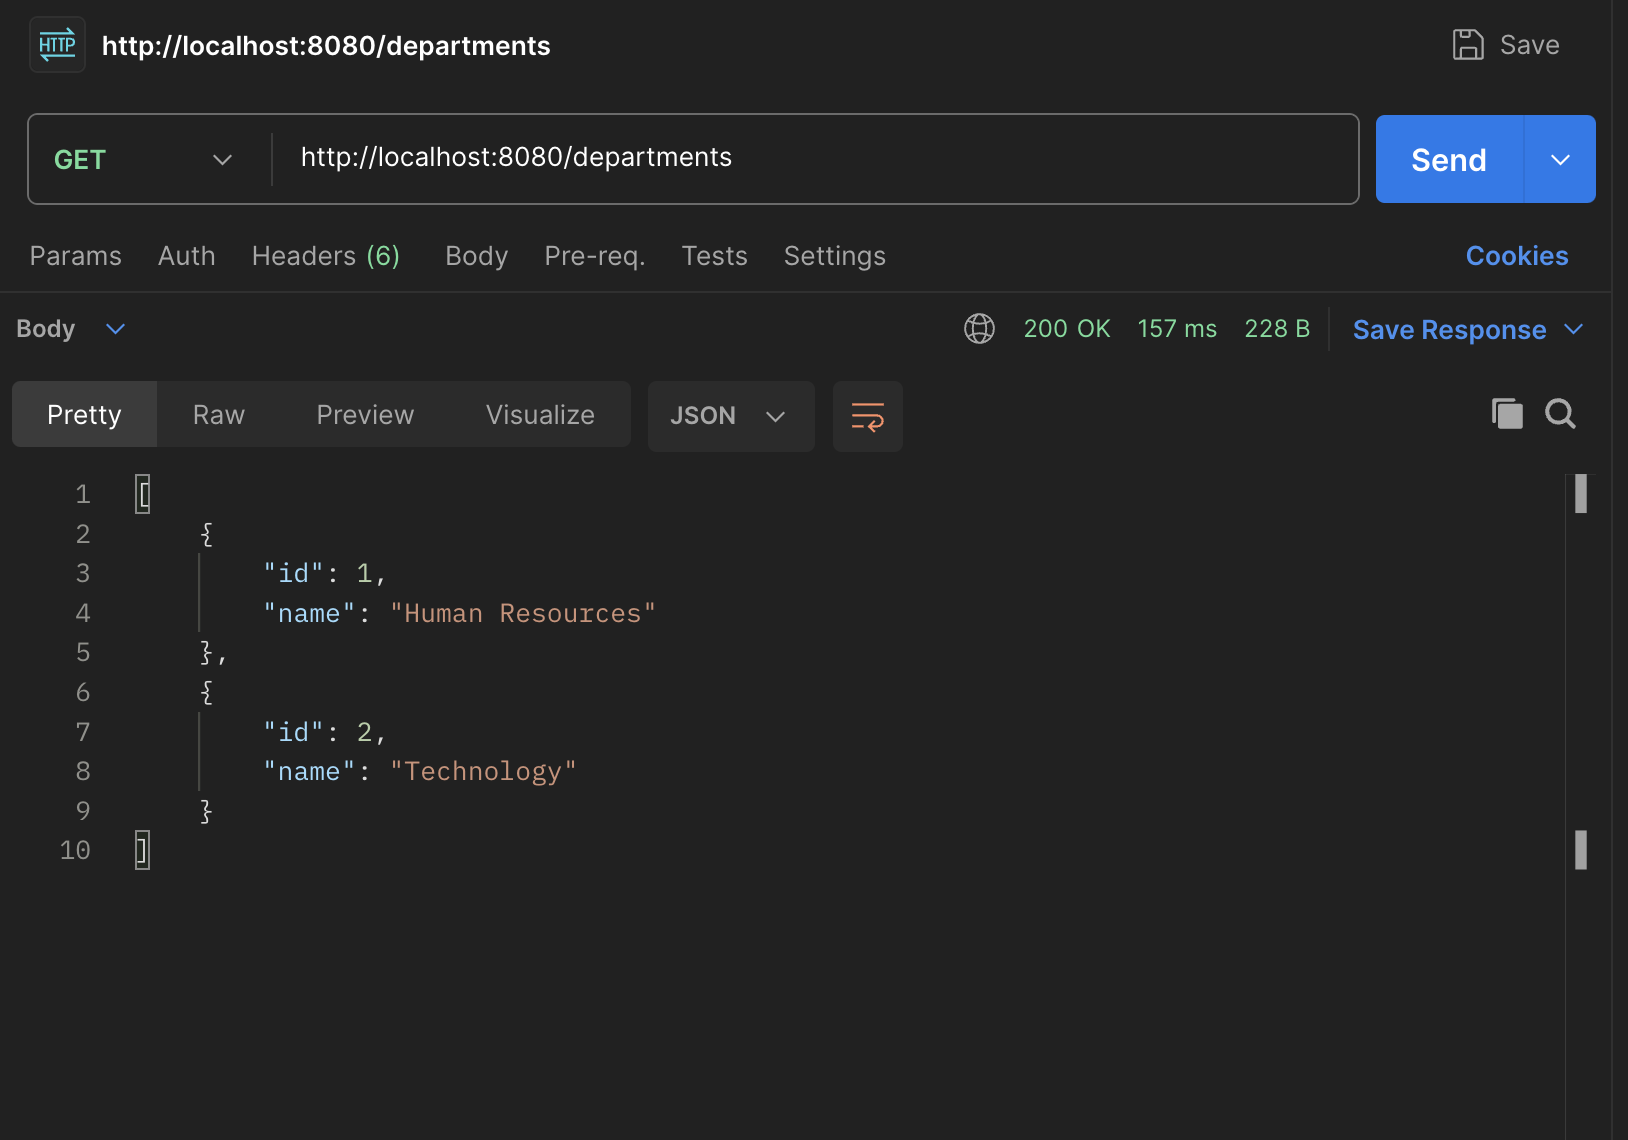 HTTP http://localhost:8080/departments Save
GET http://localhost:8080/departments Send
Params Auth Headers (6) Body Pre-req. Tests Settings Cookies
Body 200 OK 157 ms 228 B Save Response
Pretty Raw Preview Visualize JSON
1 [
2 {
3 "id": 1,
4 "name": "Human Resources"
5 },
6 {
7 "id": 2,
8 "name": "Technology"
9 }
10 ]